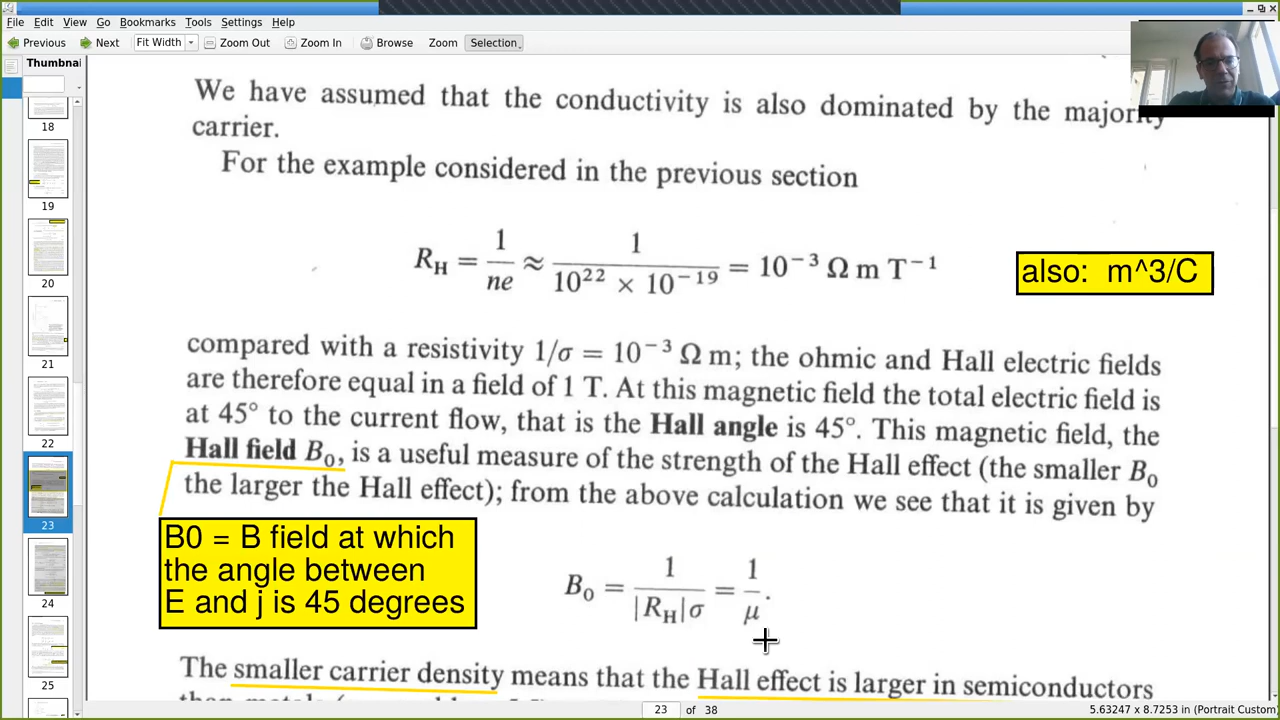 File Edit View Go Bookmarks Tools Settings Help
Previous Next Fit Width Zoom Out Zoom In Browse Zoom Selection
Thumbnai
We have assumed that the conductivity is also dominated by the majority
carrier.
For the example considered in the previous section
R_H = 1/ne ≈ 1/(10^22 × 10^−19) = 10^−3 Ω m T^−1
also: m^3/C
compared with a resistivity 1/σ = 10^−3 Ω m; the ohmic and Hall electric fields
are therefore equal in a field of 1 T. At this magnetic field the total electric field is
at 45° to the current flow, that is the Hall angle is 45°. This magnetic field, the
Hall field B_0, is a useful measure of the strength of the Hall effect (the smaller B_0
the larger the Hall effect); from the above calculation we see that it is given by
B0 = B field at which
the angle between
E and j is 45 degrees
B_0 = 1/(|R_H|σ) = 1/μ.
The smaller carrier density means that the Hall effect is larger in semiconductors
18
19
20
21
22
23
24
25
23 of 38
5.63247 x 8.7253 in (Portrait Custom)